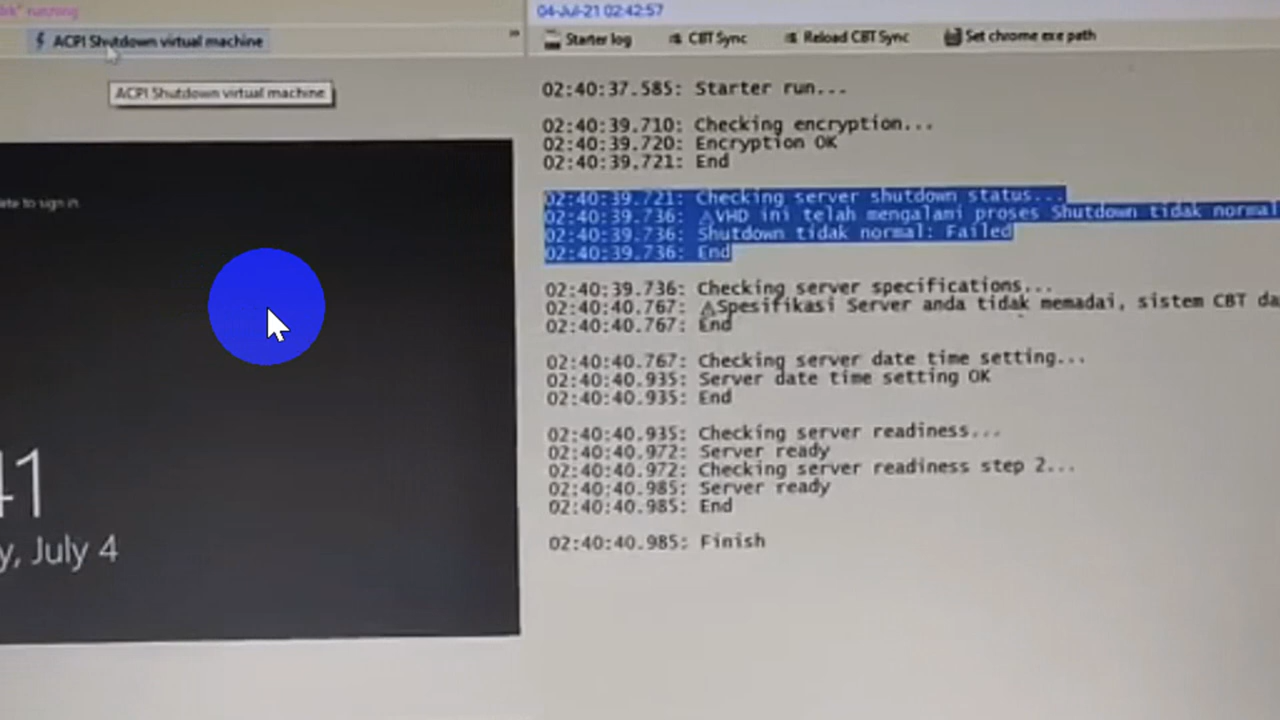 running
ACPI Shutdown virtual machine
ACPI Shutdown virtual machine
to sign in
41
y, July 4
04-Jul-21 02:42:57
Starter log
CBT Sync
Reload CBT Sync
Set chrome exe path
02:40:37.585: Starter run...
02:40:39.710: Checking encryption...
02:40:39.720: Encryption OK
02:40:39.721: End
02:40:39.721: Checking server shutdown status...
02:40:39.736: ⚠VHD ini telah mengalami proses Shutdown tidak normal
02:40:39.736: Shutdown tidak normal: Failed
02:40:39.736: End
02:40:39.736: Checking server specifications...
02:40:40.767: ⚠Spesifikasi Server anda tidak memadai, sistem CBT da
02:40:40.767: End
02:40:40.767: Checking server date time setting...
02:40:40.935: Server date time setting OK
02:40:40.935: End
02:40:40.935: Checking server readiness...
02:40:40.972: Server ready
02:40:40.972: Checking server readiness step 2...
02:40:40.985: Server ready
02:40:40.985: End
02:40:40.985: Finish